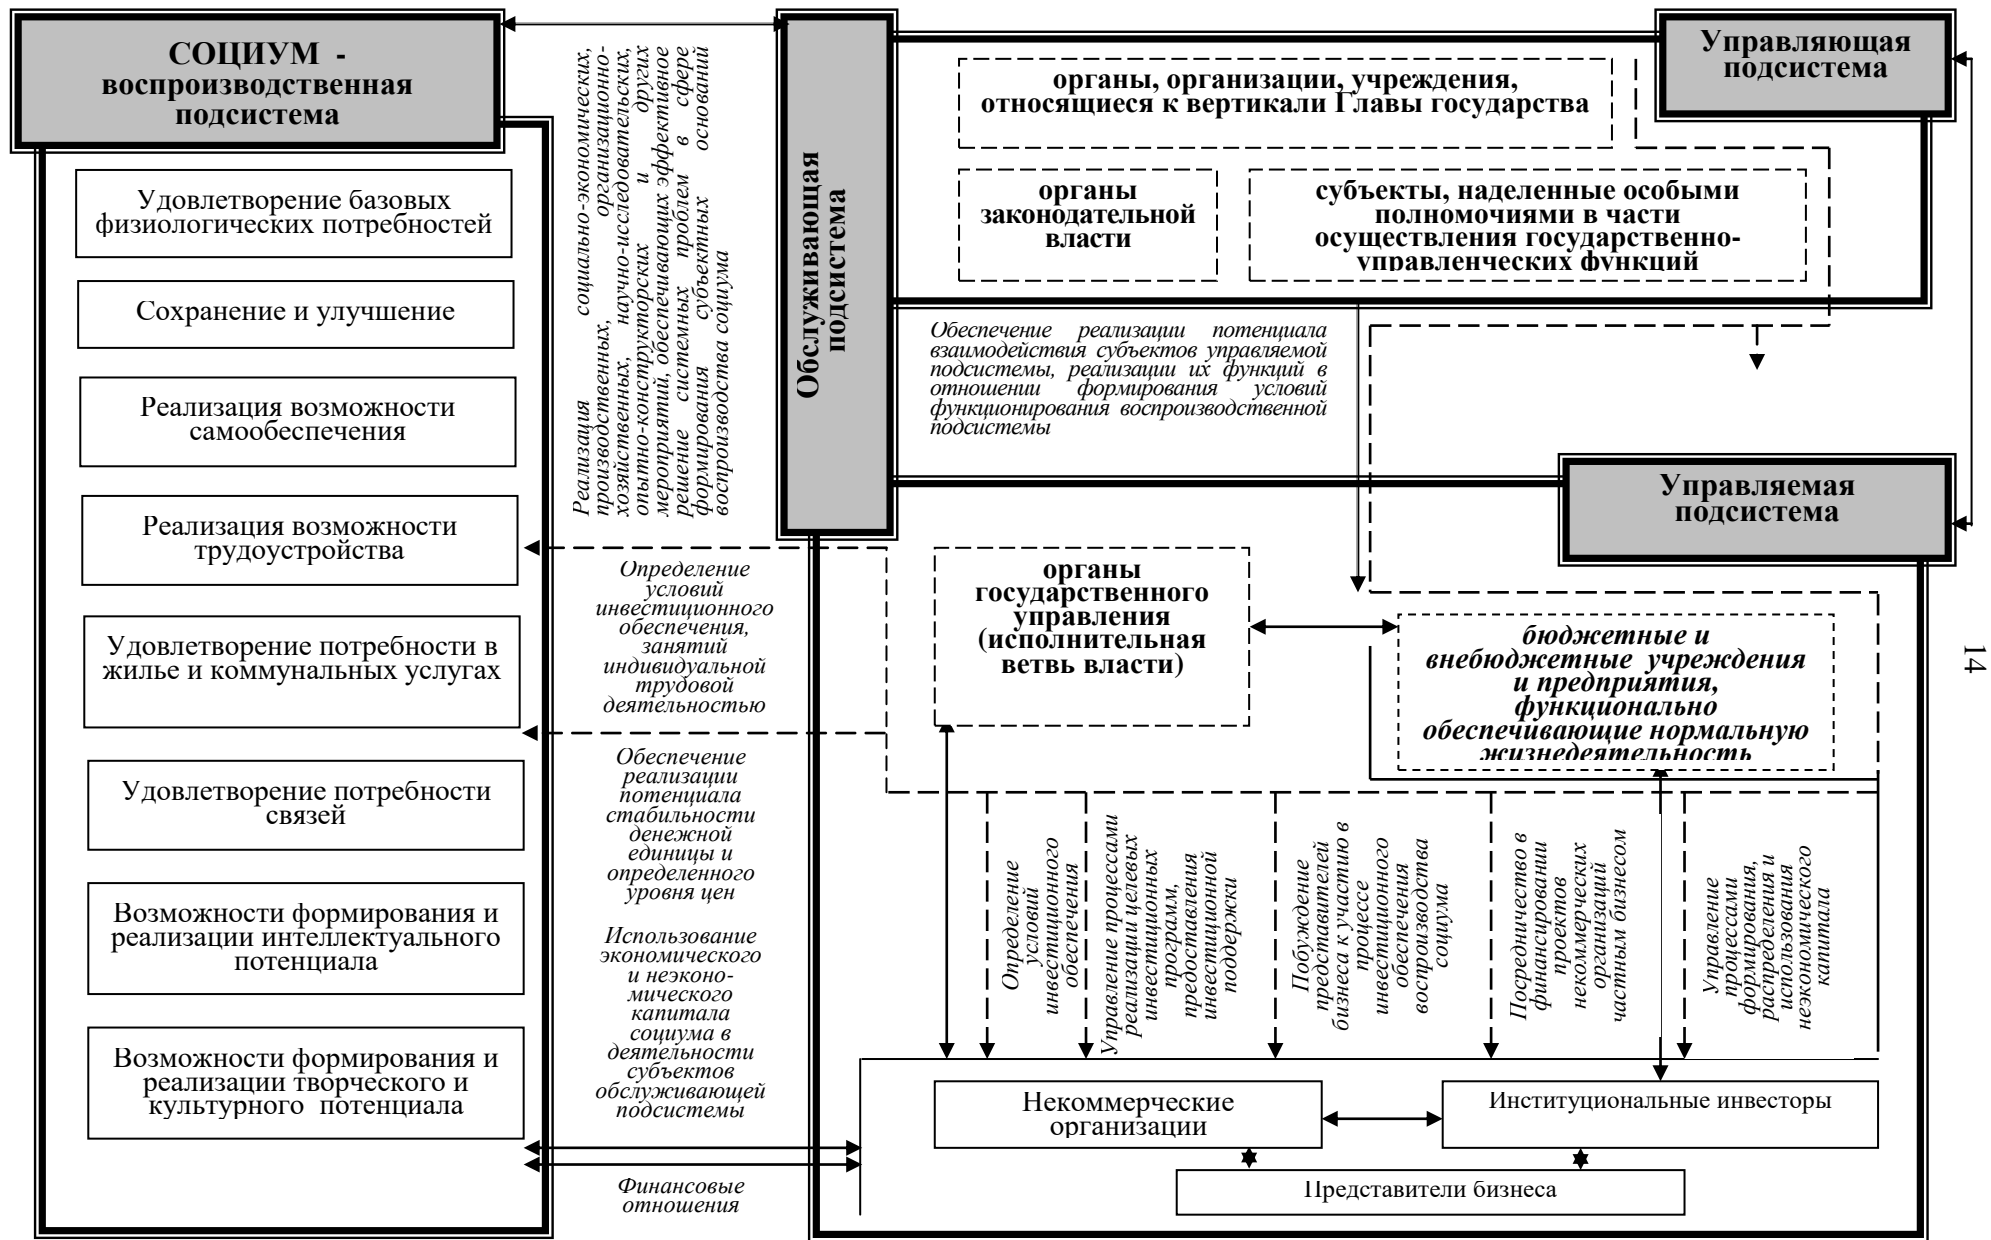 СОЦИУМ -
воспроизводственная
подсистема
Удовлетворение базовых
физиологических потребностей
Сохранение и улучшение
Реализация возможности
самообеспечения
Реализация возможности
трудоустройства
Удовлетворение потребности в
жилье и коммунальных услугах
Удовлетворение потребности
связей
Возможности формирования и
реализации интеллектуального
потенциала
Возможности формирования и
реализации творческого и
культурного потенциала
Реализация социально-экономических,
производственных, организационно-
хозяйственных, научно-исследовательских,
опытно-конструкторских и других
мероприятий, обеспечивающих эффективное
решение системных проблем в сфере
формирования субъектных оснований
воспроизводства социума
Определение
условий
инвестиционного
обеспечения,
занятий
индивидуальной
трудовой
деятельностью
Обеспечение
реализации
потенциала
стабильности
денежной
единицы и
определенного
уровня цен
Использование
экономического
и неэконо-
мического
капитала
социума в
деятельности
субъектов
обслуживающей
подсистемы
Финансовые
отношения
Обслуживающая
подсистема
Управляющая
подсистема
органы, организации, учреждения,
относящиеся к вертикали Главы государства
органы
законодательной
власти
субъекты, наделенные особыми
полномочиями в части
осуществления государственно-
управленческих функций
Обеспечение реализации потенциала
взаимодействия субъектов управляемой
подсистемы, реализации их функций в
отношении формирования условий
функционирования воспроизводственной
подсистемы
Управляемая
подсистема
органы
государственного
управления
(исполнительная
ветвь власти)
бюджетные и
внебюджетные учреждения
и предприятия,
функционально
обеспечивающие нормальную
жизнедеятельность
Определение
условий
инвестиционного
обеспечения
Управление процессами
реализации целевых
инвестиционных
программ,
предоставления
инвестиционной
поддержки
Побуждение
представителей
бизнеса к участию в
процессе
инвестиционного
обеспечения
воспроизводства
социума
Посредничество в
финансировании
проектов
некоммерческих
организаций
частным бизнесом
Управление
процессами
формирования,
распределения и
использования
неэкономического
капитала
Некоммерческие
организации
Институциональные инвесторы
Представители бизнеса
14